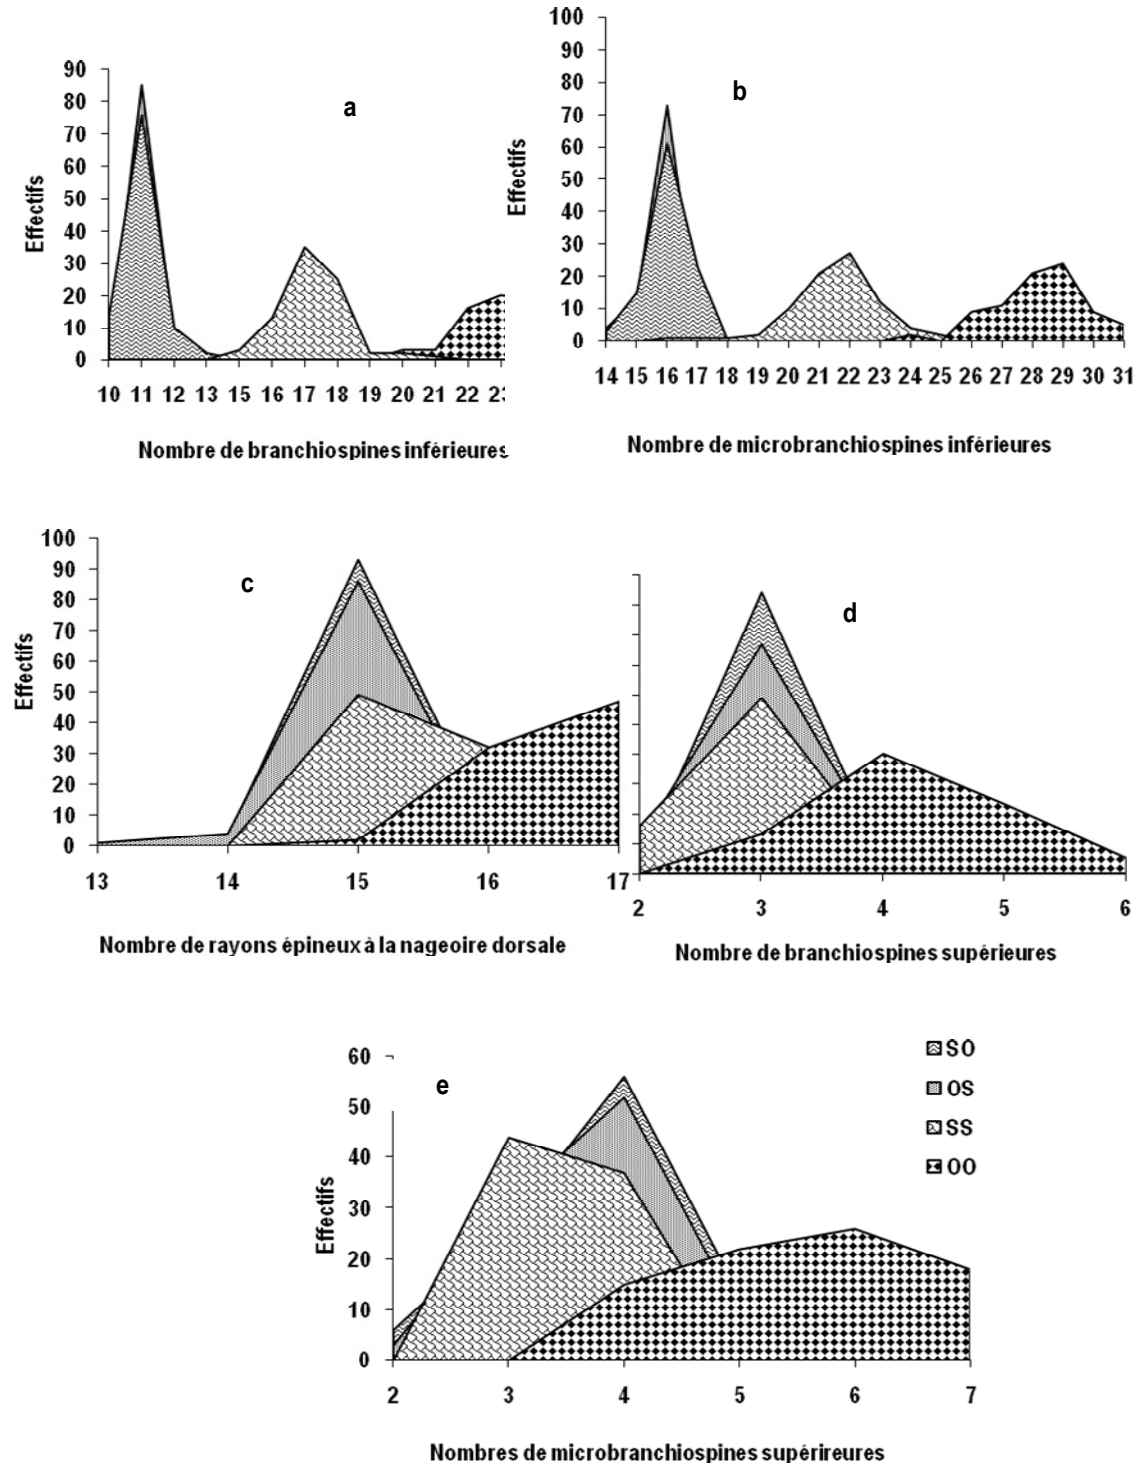 a
90
80
70
60
50
40
30
20
10
0
Effectifs
10 11 12 13 15 16 17 18 19 20 21 22 23
Nombre de branchiospines inférieures
b
100
90
80
70
60
50
40
30
20
10
0
Effectifs
14 15 16 17 18 19 20 21 22 23 24 25 26 27 28 29 30 31
Nombre de microbranchiospines inférieures
c
100
90
80
70
60
50
40
30
20
10
0
Effectifs
13 14 15 16 17
Nombre de rayons épineux à la nageoire dorsale
d
2 3 4 5 6
Nombre de branchiospines supérieures
e
60
50
40
30
20
10
0
Effectifs
2 3 4 5 6 7
Nombres de microbranchiospines supérireures
SO
OS
SS
OO